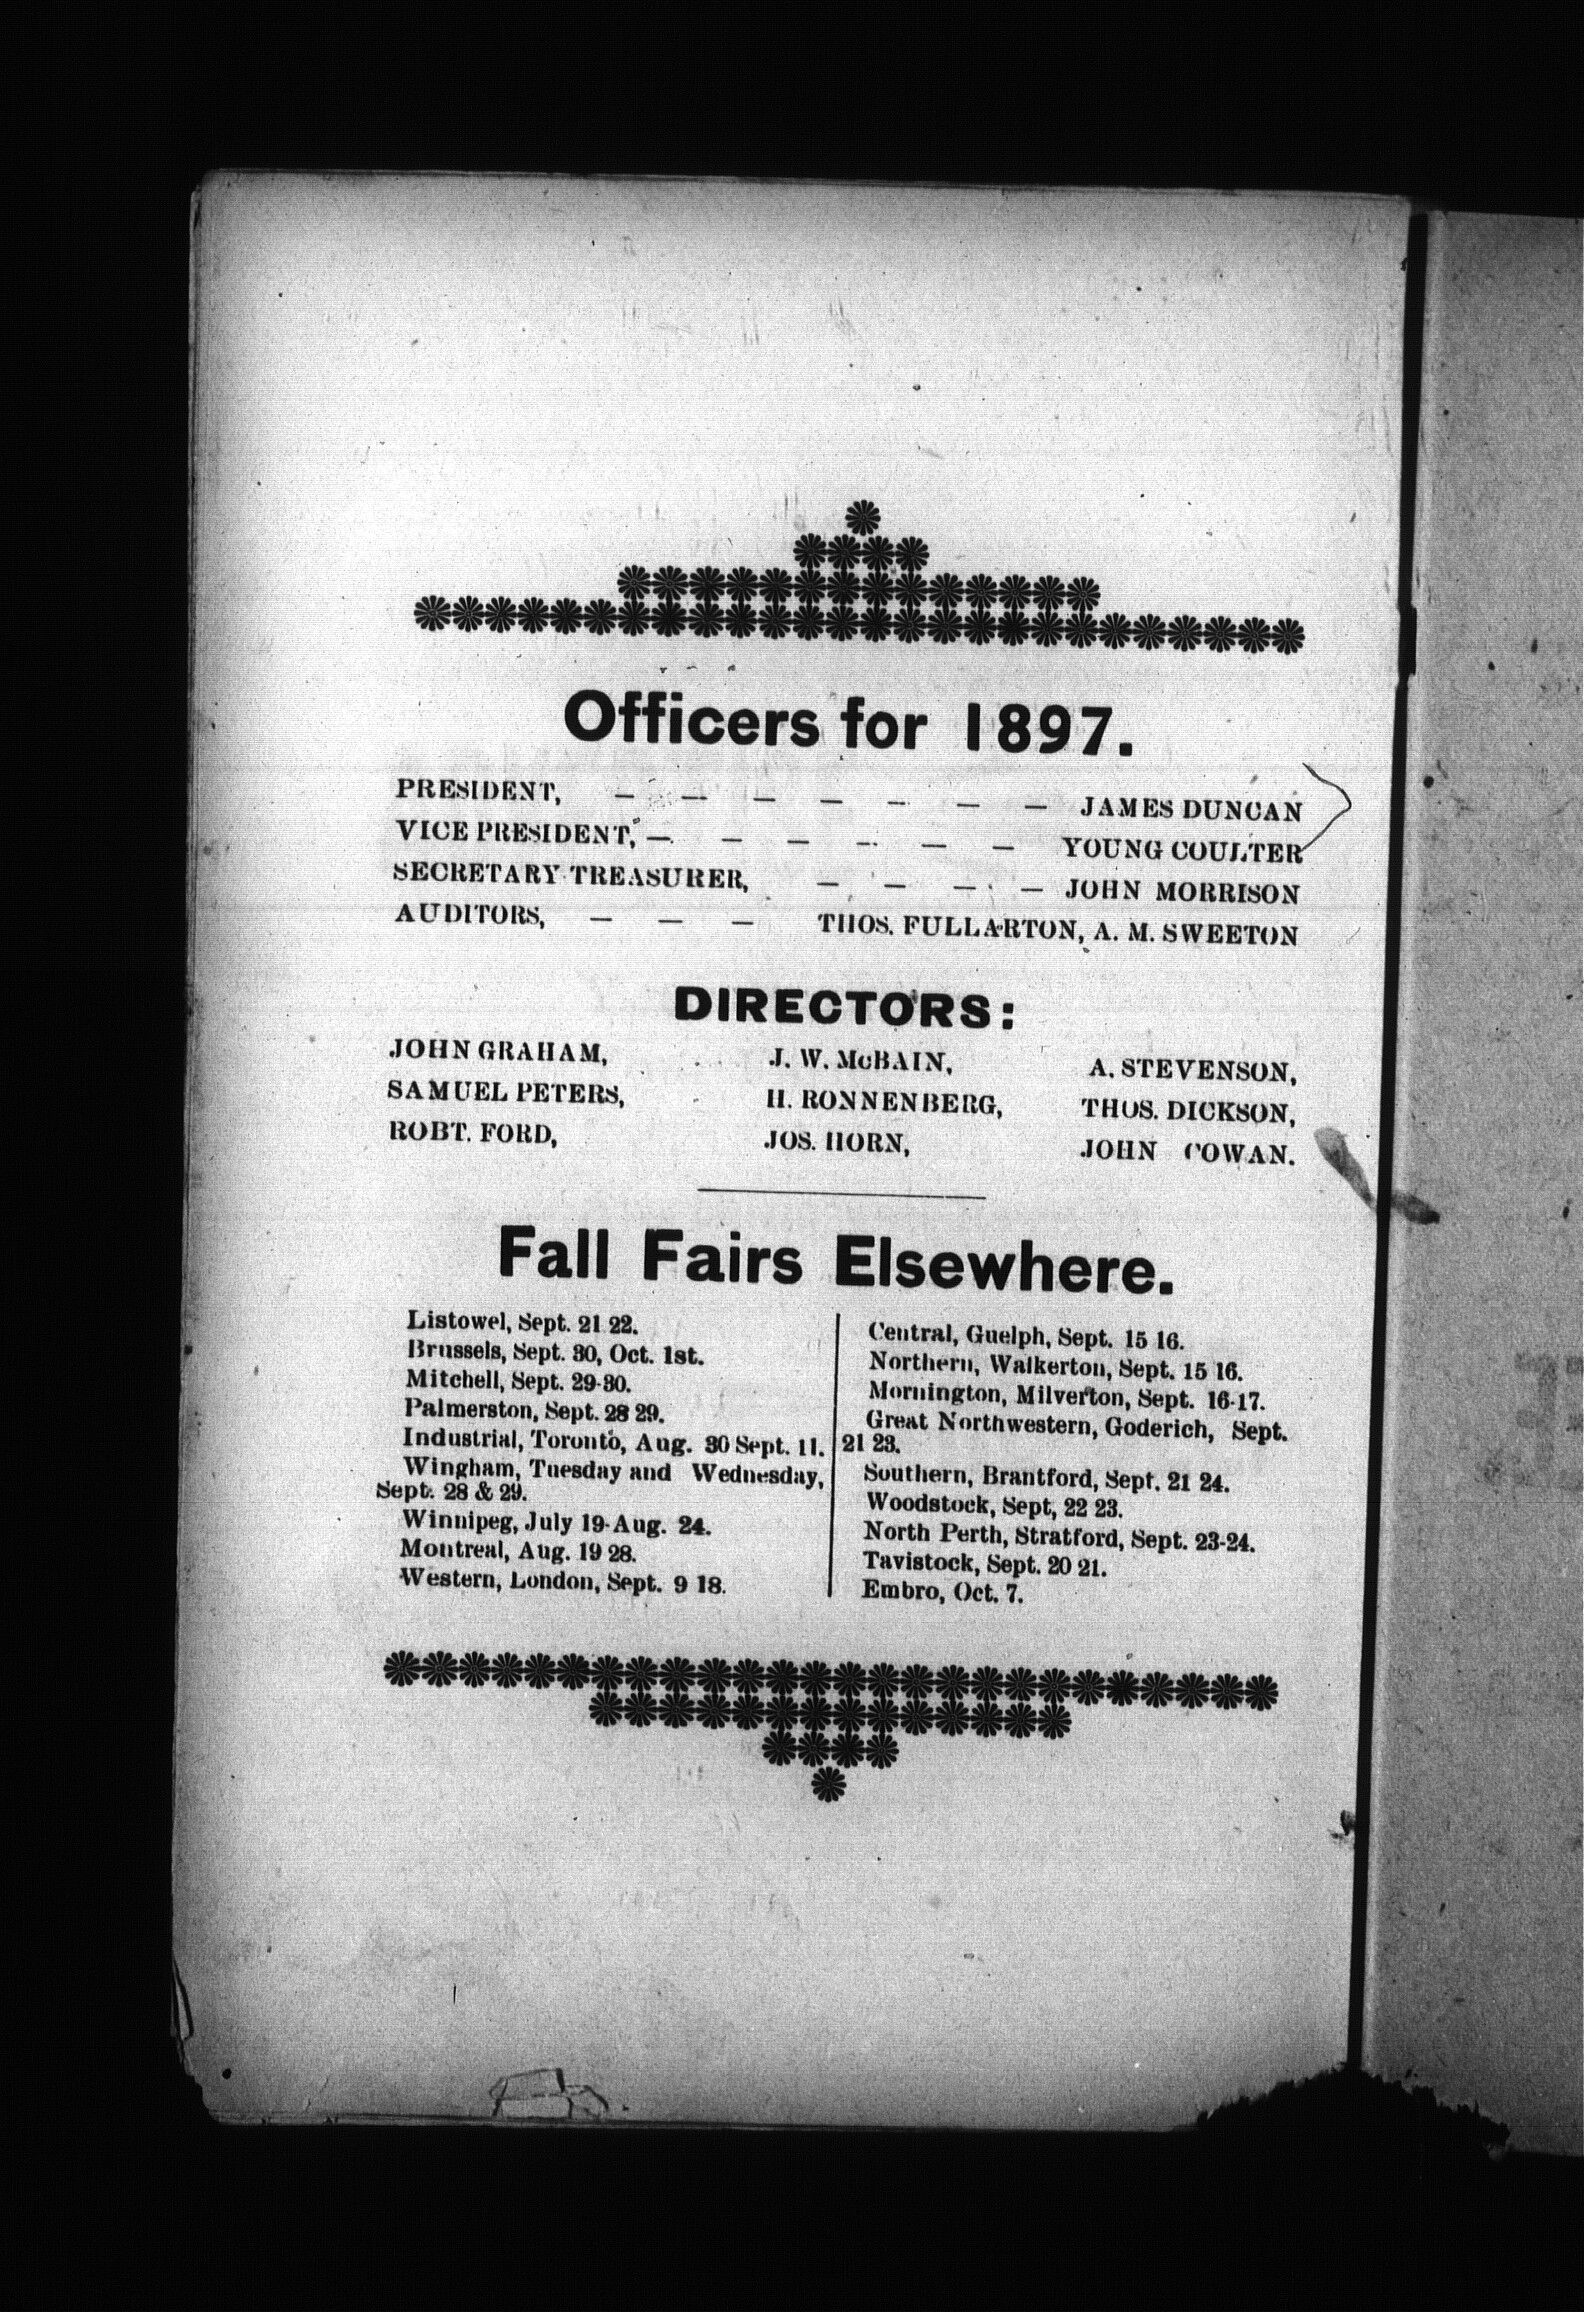 Officers for 1897.
PRESIDENT, — — — — — — — JAMES DUNCAN
VICE PRESIDENT, — — — — — — YOUNG COULTER
SECRETARY TREASURER, — — — — JOHN MORRISON
AUDITORS, — — — THOS. FULLARTON, A. M. SWEETON
DIRECTORS:
JOHN GRAHAM, J. W. McBAIN, A. STEVENSON,
SAMUEL PETERS, H. RONNENBERG, THOS. DICKSON,
ROBT. FORD, JOS. HORN, JOHN COWAN.
Fall Fairs Elsewhere.
Listowel, Sept. 21 22.
Brussels, Sept. 30, Oct. 1st.
Mitchell, Sept. 29-30.
Palmerston, Sept. 28 29.
Industrial, Toronto, Aug. 30 Sept. 11.
Wingham, Tuesday and Wednesday,
Sept. 28 & 29.
Winnipeg, July 19-Aug. 24.
Montreal, Aug. 19 28.
Western, London, Sept. 9 18.
Central, Guelph, Sept. 15 16.
Northern, Walkerton, Sept. 15 16.
Mornington, Milverton, Sept. 16-17.
Great Northwestern, Goderich, Sept.
21 23.
Southern, Brantford, Sept. 21 24.
Woodstock, Sept, 22 23.
North Perth, Stratford, Sept. 23-24.
Tavistock, Sept. 20 21.
Embro, Oct. 7.